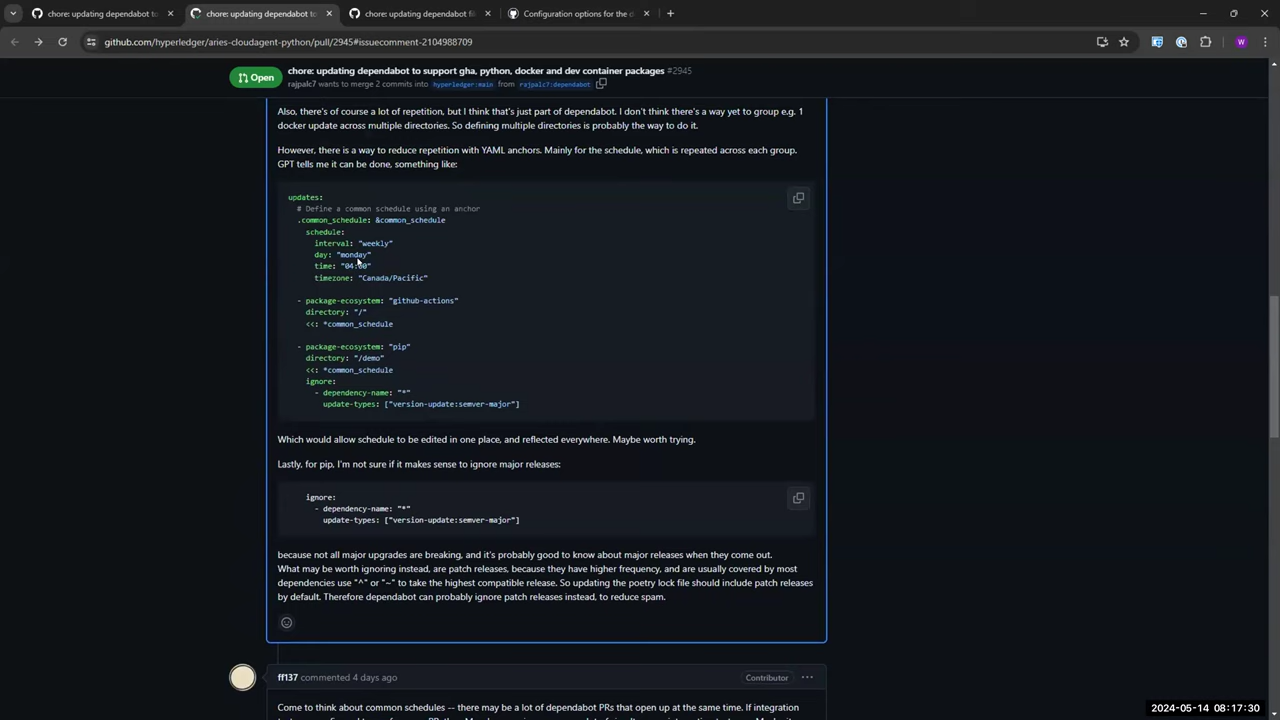 chore: updating dependabot to
chore: updating dependabot to
chore: updating dependabot fi
Configuration options for the d
github.com/hyperledger/aries-cloudagent-python/pull/2945#issuecomment-2104988709
W
Open
chore: updating dependabot to support gha, python, docker and dev container packages #2945
rajpalc7 wants to merge 2 commits into hyperledger:main from rajpalc7:dependabot
Also, there's of course a lot of repetition, but I think that's just part of dependabot. I don't think there's a way yet to group e.g. 1
docker update across multiple directories. So defining multiple directories is probably the way to do it.
However, there is a way to reduce repetition with YAML anchors. Mainly for the schedule, which is repeated across each group.
GPT tells me it can be done, something like:
updates:
# Define a common schedule using an anchor
.common_schedule: &common_schedule
schedule:
interval: "weekly"
day: "monday"
time: "04:00"
timezone: "Canada/Pacific"
- package-ecosystem: "github-actions"
directory: "/"
<<: *common_schedule
- package-ecosystem: "pip"
directory: "/demo"
<<: *common_schedule
ignore:
- dependency-name: "*"
update-types: ["version-update:semver-major"]
Which would allow schedule to be edited in one place, and reflected everywhere. Maybe worth trying.
Lastly, for pip. I'm not sure if it makes sense to ignore major releases:
ignore:
- dependency-name: "*"
update-types: ["version-update:semver-major"]
because not all major upgrades are breaking, and it's probably good to know about major releases when they come out.
What may be worth ignoring instead, are patch releases, because they have higher frequency, and are usually covered by most
dependencies use "^" or "~" to take the highest compatible release. So updating the poetry lock file should include patch releases
by default. Therefore dependabot can probably ignore patch releases instead, to reduce spam.
ff137 commented 4 days ago
Contributor
Come to think about common schedules -- there may be a lot of dependabot PRs that open up at the same time. If integration
2024-05-14 08:17:30